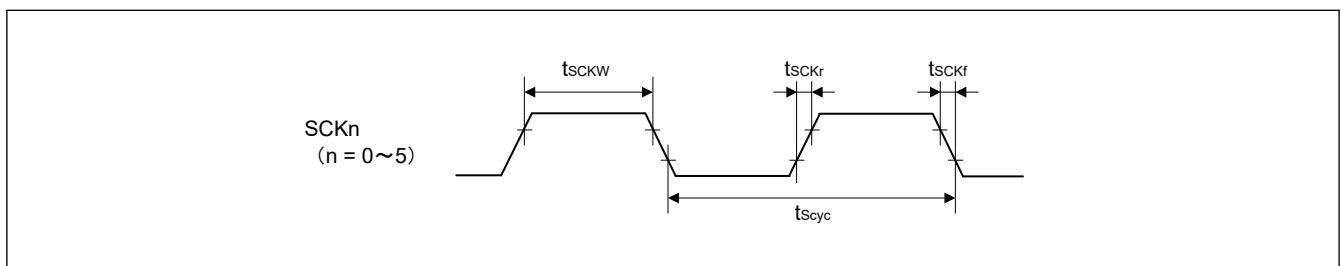 tSCKW
tSCKr
tSCKf
SCKn
（n = 0～5）
tScyc